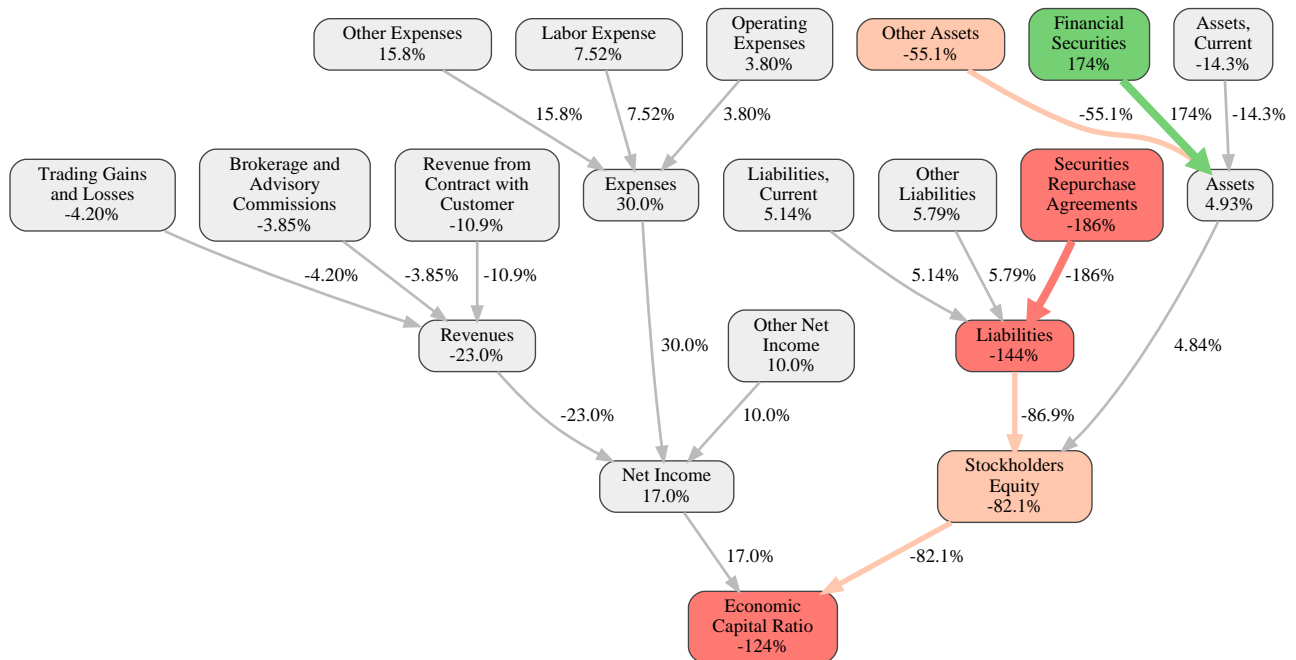 Other Expenses
15.8%
Labor Expense
7.52%
Operating
Expenses
3.80%
Other Assets
-55.1%
Financial
Securities
174%
Assets,
Current
-14.3%
15.8%
7.52%
3.80%
-55.1%
174%
-14.3%
Trading Gains
and Losses
-4.20%
Brokerage and
Advisory
Commissions
-3.85%
Revenue from
Contract with
Customer
-10.9%
Expenses
30.0%
Liabilities,
Current
5.14%
Other
Liabilities
5.79%
Securities
Repurchase
Agreements
-186%
Assets
4.93%
-4.20%
-3.85%
-10.9%
5.14%
5.79%
-186%
Revenues
-23.0%
30.0%
Other Net
Income
10.0%
Liabilities
-144%
4.84%
-23.0%
10.0%
-86.9%
Net Income
17.0%
Stockholders
Equity
-82.1%
17.0%
-82.1%
Economic
Capital Ratio
-124%